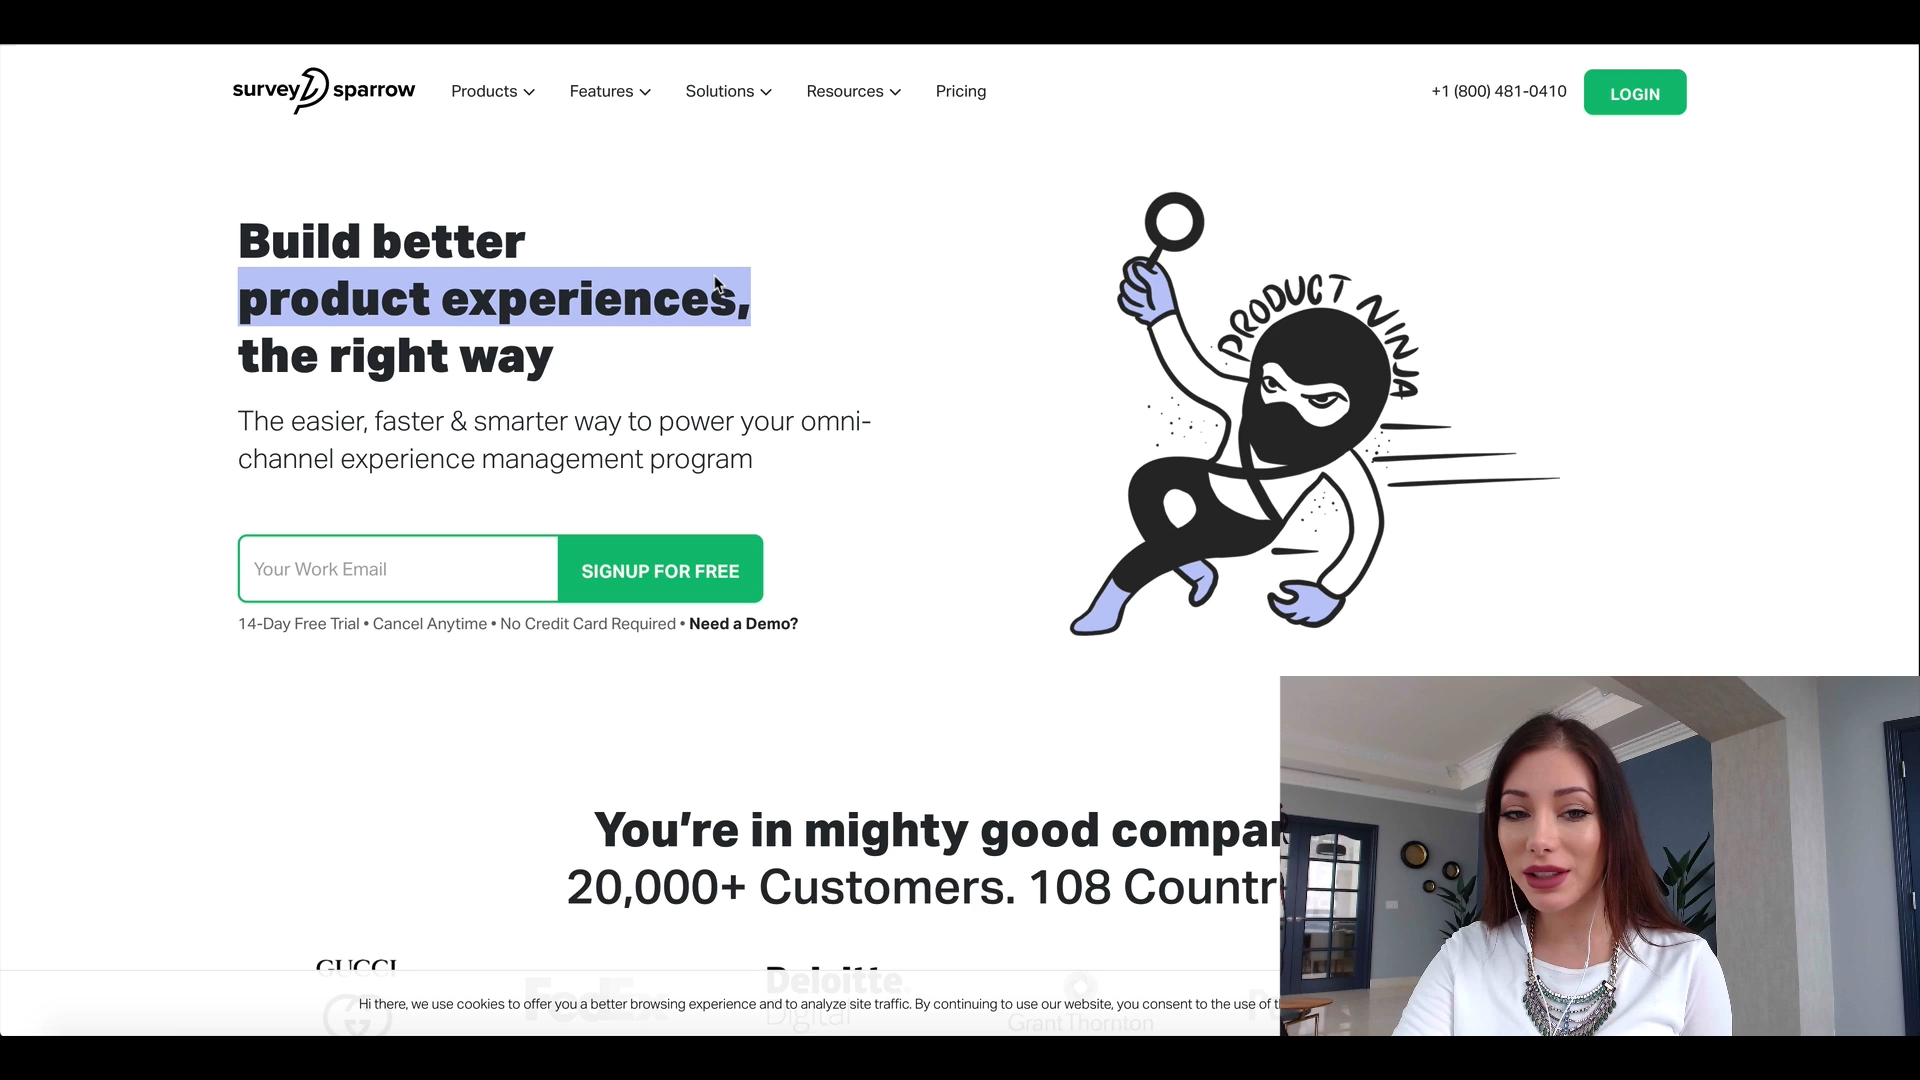 survey sparrow
Products
Features
Solutions
Resources
Pricing
+1 (800) 481-0410
LOGIN
Build better
product experiences,
the right way
PRODUCT NINJA
The easier, faster & smarter way to power your omni-
channel experience management program
Your Work Email
SIGNUP FOR FREE
14-Day Free Trial • Cancel Anytime • No Credit Card Required • Need a Demo?
You’re in mighty good compan
20,000+ Customers. 108 Countr
GUCCI
FedEx
Deloitte
Digital
Grant Thornton
Hi there, we use cookies to offer you a better browsing experience and to analyze site traffic. By continuing to use our website, you consent to the use of t